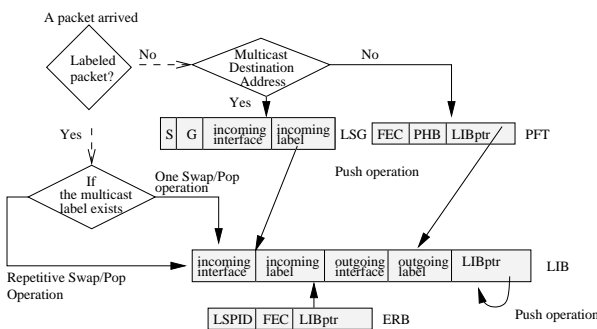 A packet arrived
Labeled
packet?
No
Multicast
Destination
Address
No
Yes
S G incoming
interface incoming
label LSG
FEC PHB LIBptr PFT
Yes
Push operation
If
the multicast
label exists
One Swap/Pop
operation
Repetitive Swap/Pop
Operation
incoming
interface incoming
label outgoing
interface outgoing
label LIBptr LIB
LSPID FEC LIBptr ERB
Push operation